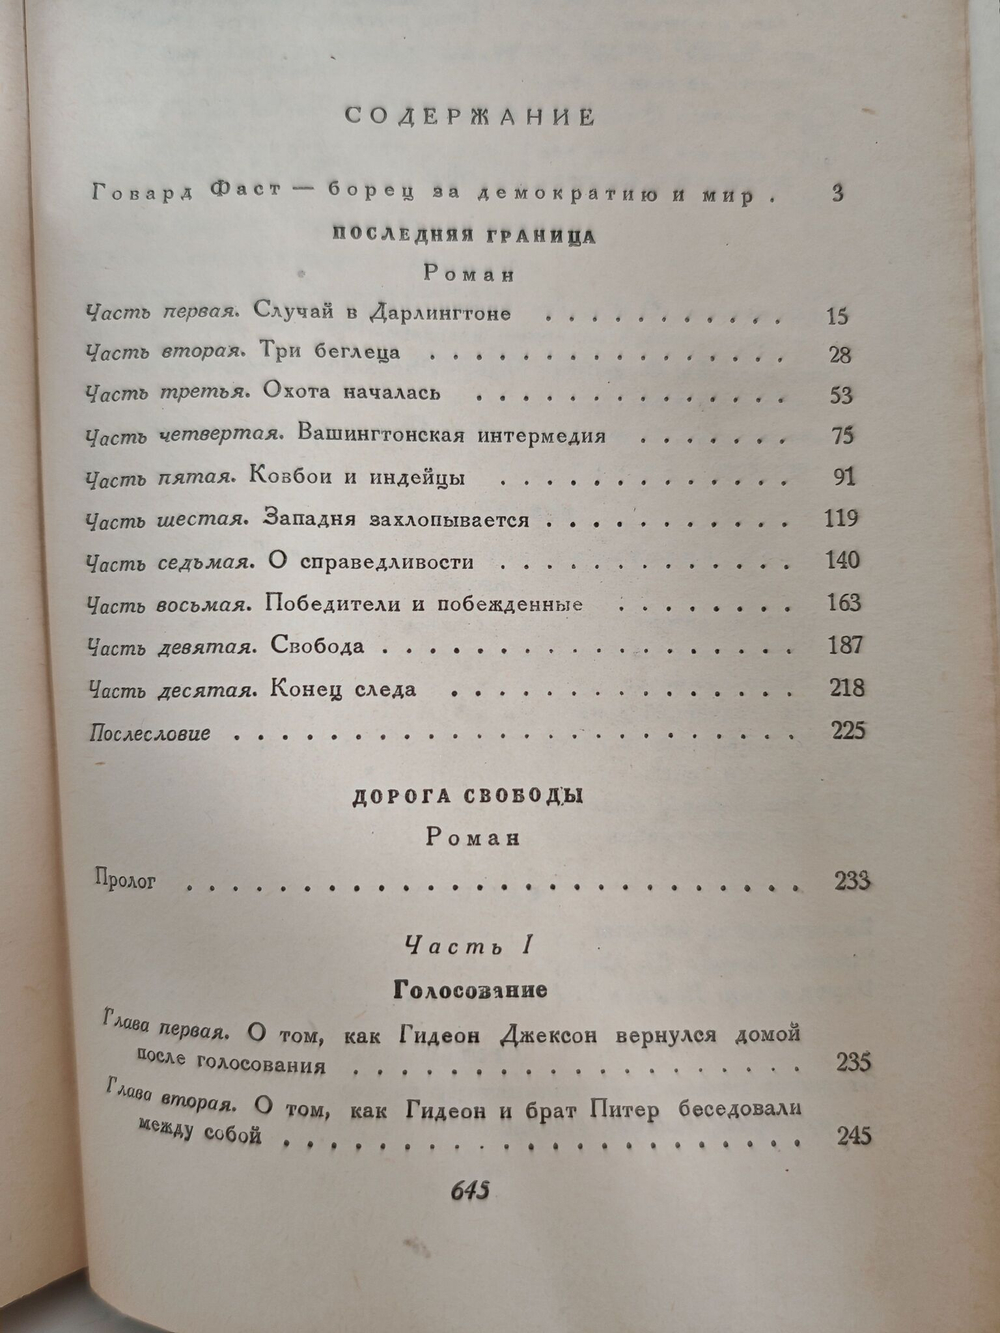 СОДЕРЖАНИЕ
Говард Фаст — борец за демократию и мир . 3
ПОСЛЕДНЯЯ ГРАНИЦА
Роман
Часть первая. Случай в Дарлингтоне . . . . . . . . . . . 15
Часть вторая. Три беглеца . . . . . . . . . . . . . . . . 28
Часть третья. Охота началась . . . . . . . . . . . . . . 53
Часть четвертая. Вашингтонская интермедия . . . . . . . 75
Часть пятая. Ковбои и индейцы . . . . . . . . . . . . . 91
Часть шестая. Западня захлопывается . . . . . . . . . . . 119
Часть седьмая. О справедливости . . . . . . . . . . . . . 140
Часть восьмая. Победители и побежденные . . . . . . . . 163
Часть девятая. Свобода . . . . . . . . . . . . . . . . . . 187
Часть десятая. Конец следа . . . . . . . . . . . . . . . 218
Послесловие . . . . . . . . . . . . . . . . . . . . . . . . 225
ДОРОГА СВОБОДЫ
Роман
Пролог . . . . . . . . . . . . . . . . . . . . . . . . . . 233
Часть I
Голосование
Глава первая. О том, как Гидеон Джексон вернулся домой
после голосования . . . . . . . . . . . . . . . . . . . 235
Глава вторая. О том, как Гидеон и брат Питер беседовали
между собой . . . . . . . . . . . . . . . . . . . . . . 245
645